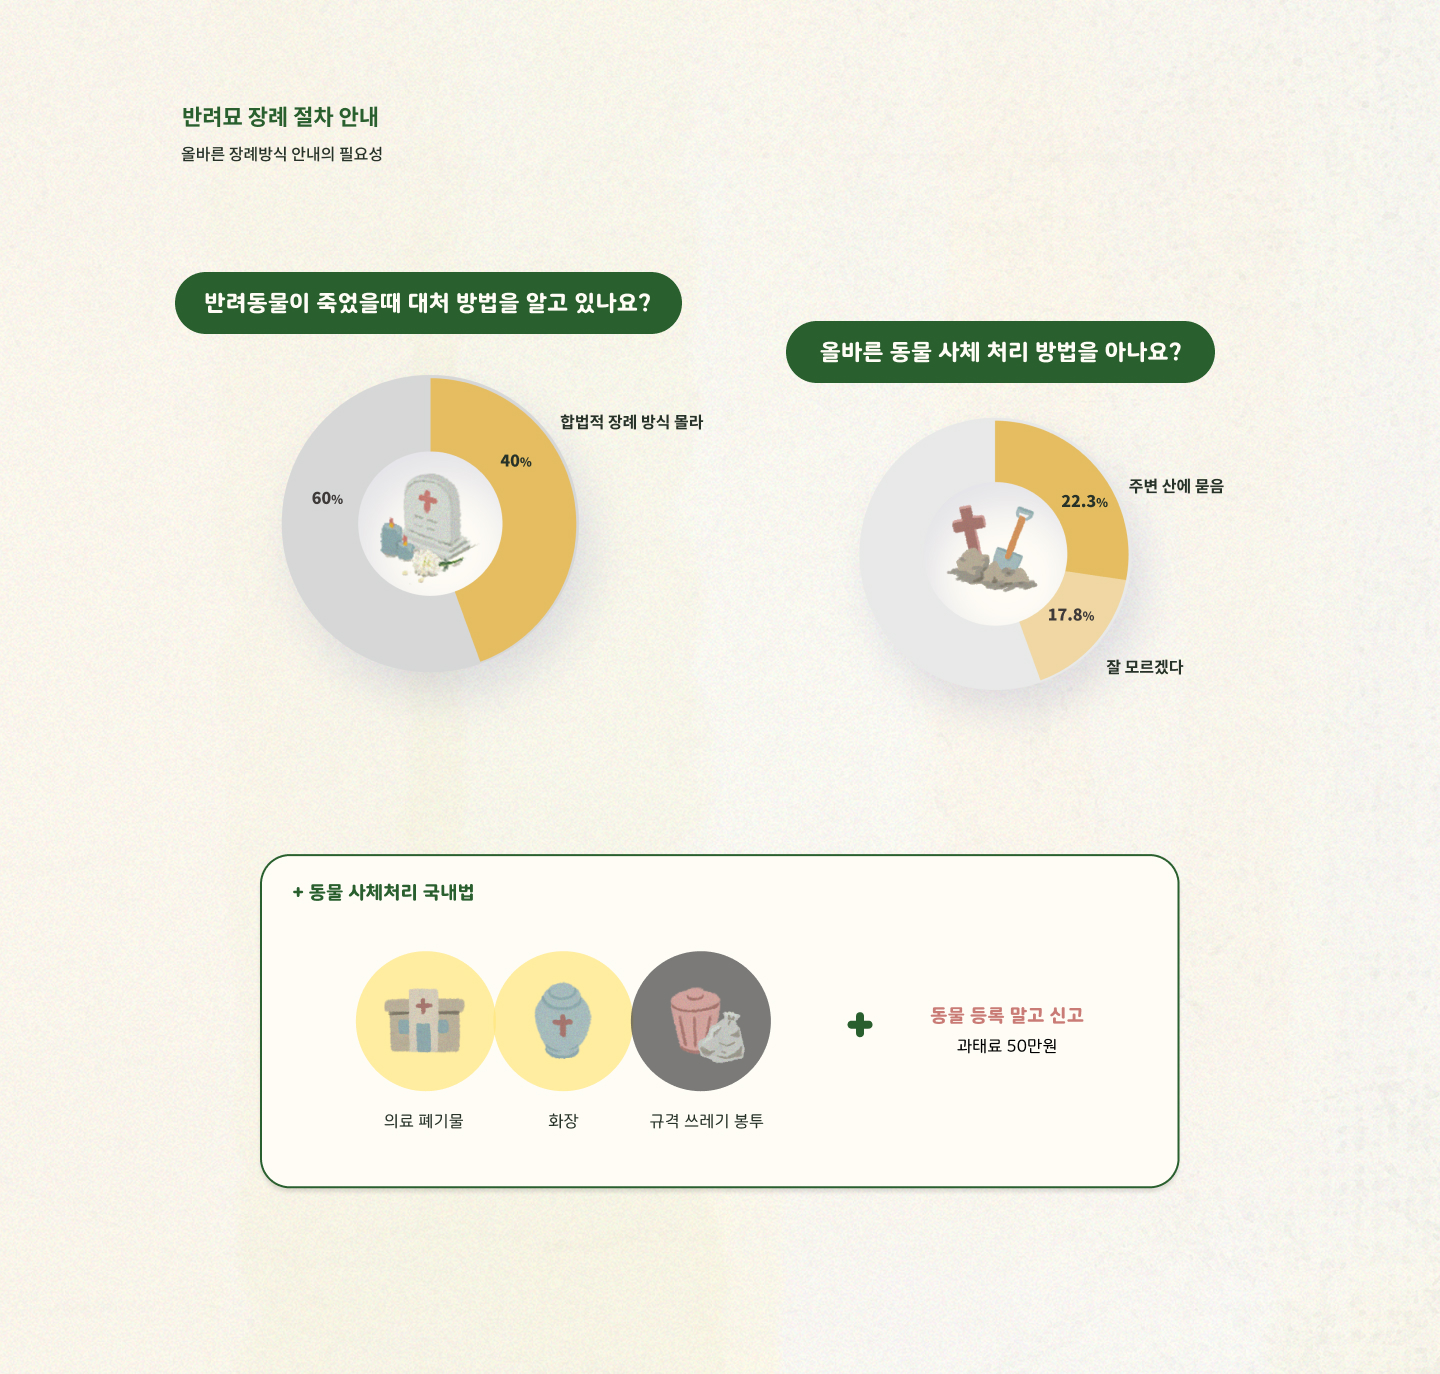 반려묘 장례 절차 안내
올바른 장례방식 안내의 필요성
반려동물이 죽었을때 대처 방법을 알고 있나요?
합법적 장례 방식 몰라
40%
60%
올바른 동물 사체 처리 방법을 아나요?
주변 산에 묻음
22.3%
17.8%
잘 모르겠다
+ 동물 사체처리 국내법
의료 폐기물
화장
규격 쓰레기 봉투
동물 등록 말고 신고
과태료 50만원